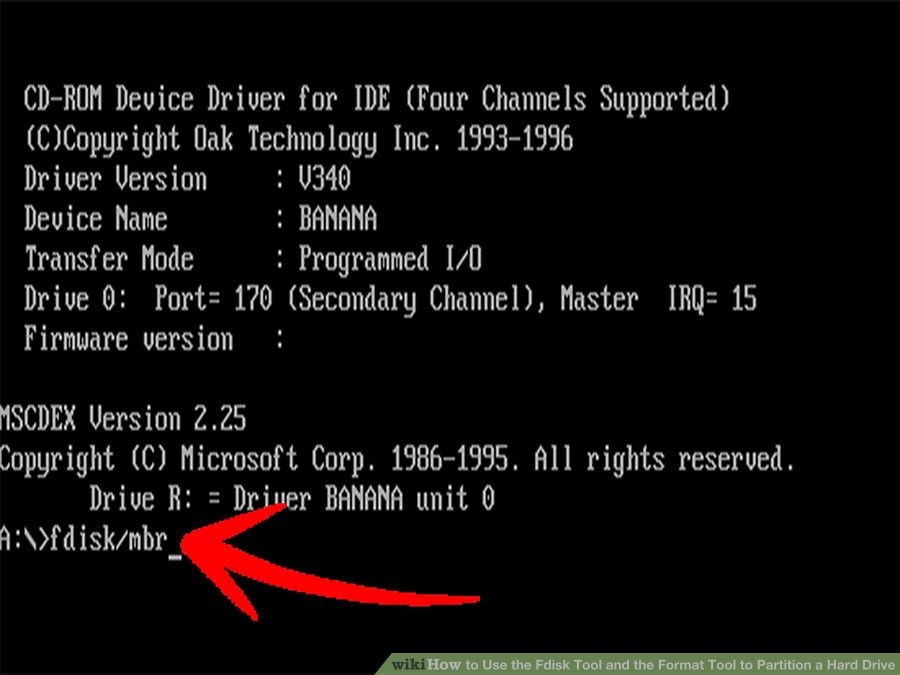 CD-ROM Device Driver for IDE (Four Channels Supported)
(C)Copyright Oak Technology Inc. 1993-1996
Driver Version : V340
Device Name : BANANA
Transfer Mode : Programmed I/O
Drive 0: Port= 170 (Secondary Channel), Master IRQ= 15
Firmware version :
MSCDEX Version 2.25
Copyright (C) Microsoft Corp. 1986-1995. All rights reserved.
Drive R: = Driver BANANA unit 0
A:\>fdisk/mbr_
wikiHow to Use the Fdisk Tool and the Format Tool to Partition a Hard Drive